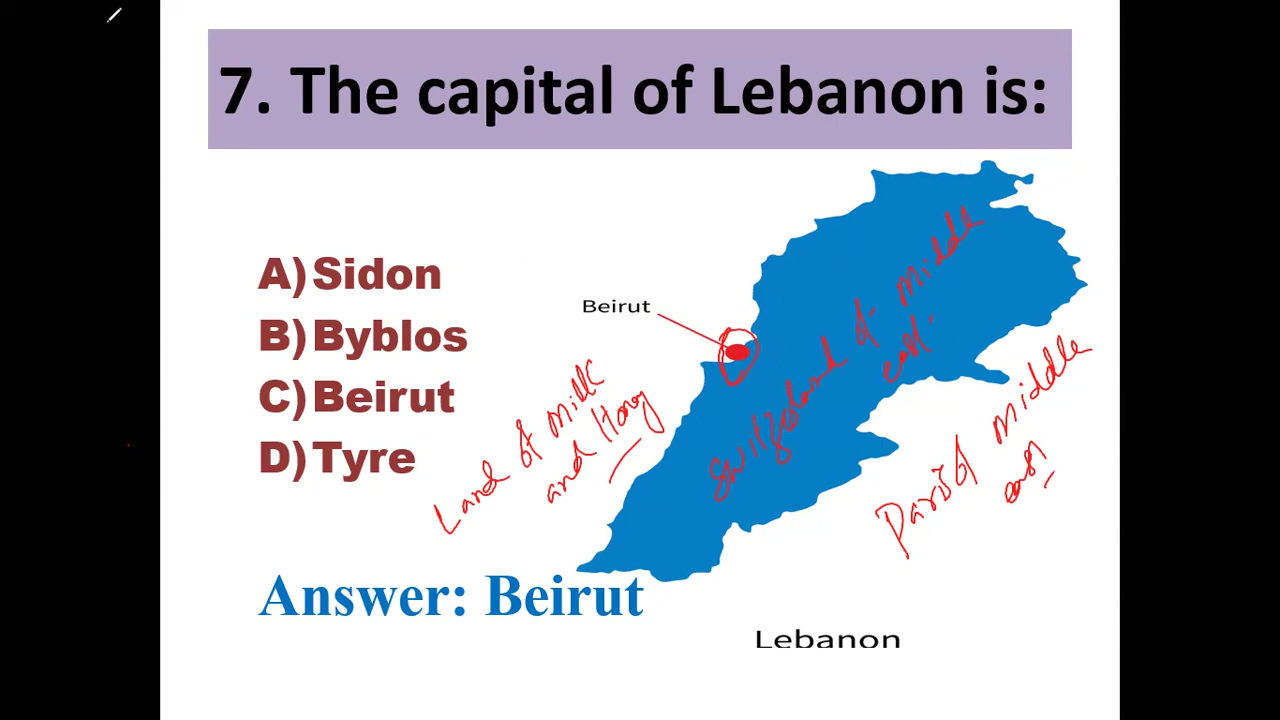 7. The capital of Lebanon is:
A) Sidon
B) Byblos
C) Beirut
D) Tyre
Beirut
Land of Milk
and Honey
Switzerland of Middle
east
Paris of Middle
east
Answer: Beirut
Lebanon